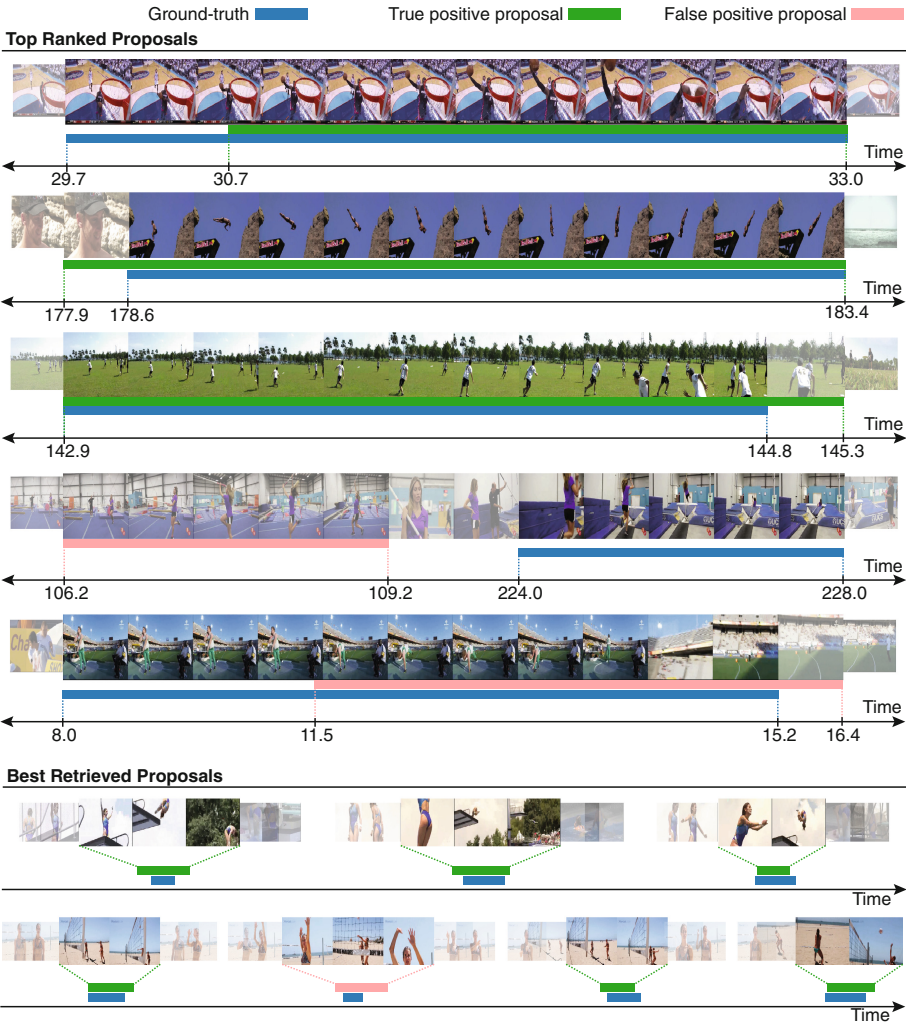 Ground-truth True positive proposal False positive proposal
Top Ranked Proposals
Time
29.7 30.7 33.0
Time
177.9 178.6 183.4
Time
142.9 144.8 145.3
Time
106.2 109.2 224.0 228.0
Time
8.0 11.5 15.2 16.4
Best Retrieved Proposals
Time
Time